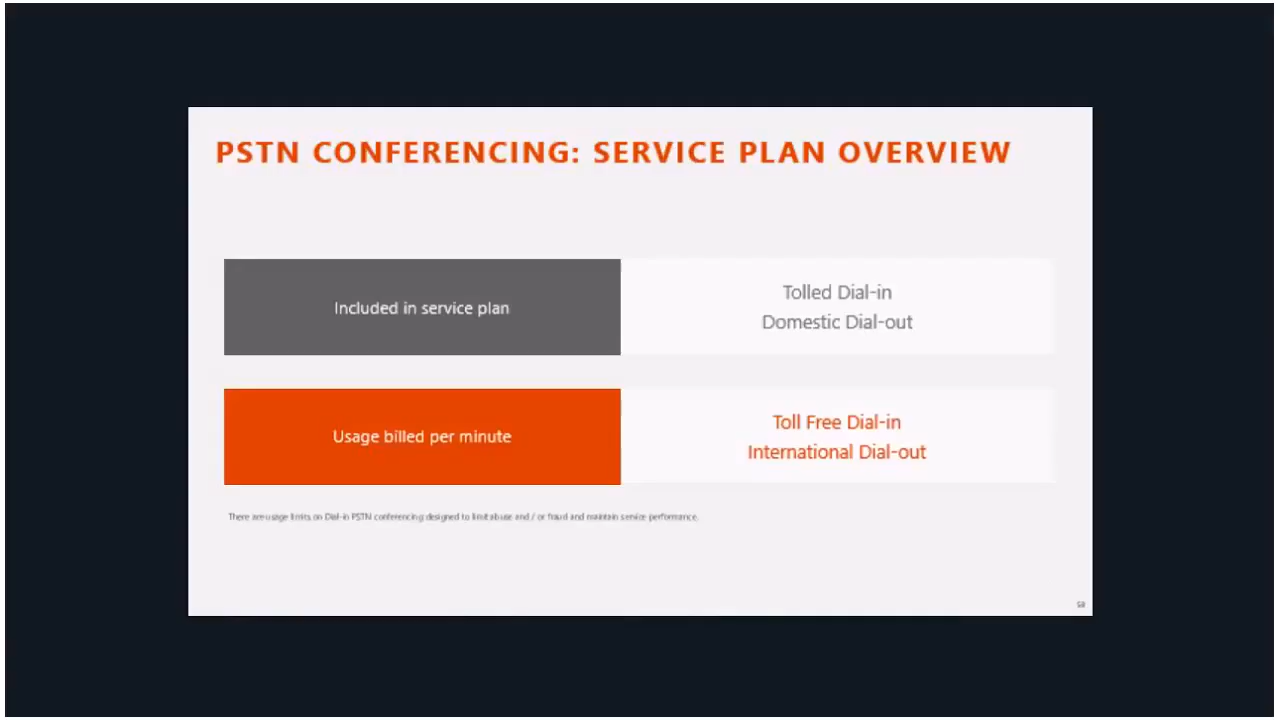 PSTN CONFERENCING: SERVICE PLAN OVERVIEW
Included in service plan
Tolled Dial-in
Domestic Dial-out
Usage billed per minute
Toll Free Dial-in
International Dial-out
There are usage limits on Dial-in PSTN conferencing designed to limit abuse and / or fraud and maintain service performance.